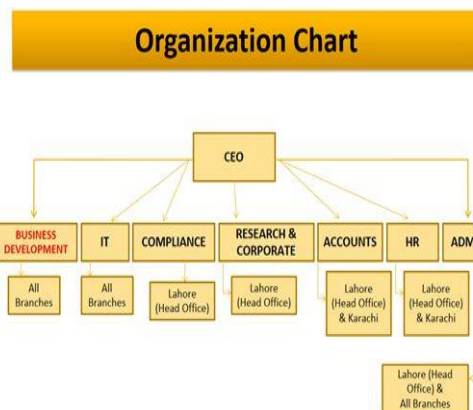 Organization Chart
CEO
BUSINESS
DEVELOPMENT
IT
COMPLIANCE
RESEARCH &
CORPORATE
ACCOUNTS
HR
ADM
All
Branches
All
Branches
Lahore
(Head Office)
Lahore
(Head Office)
Lahore
(Head Office)
& Karachi
Lahore
(Head Office)
& Karachi
Lahore (Head
Office) &
All Branches